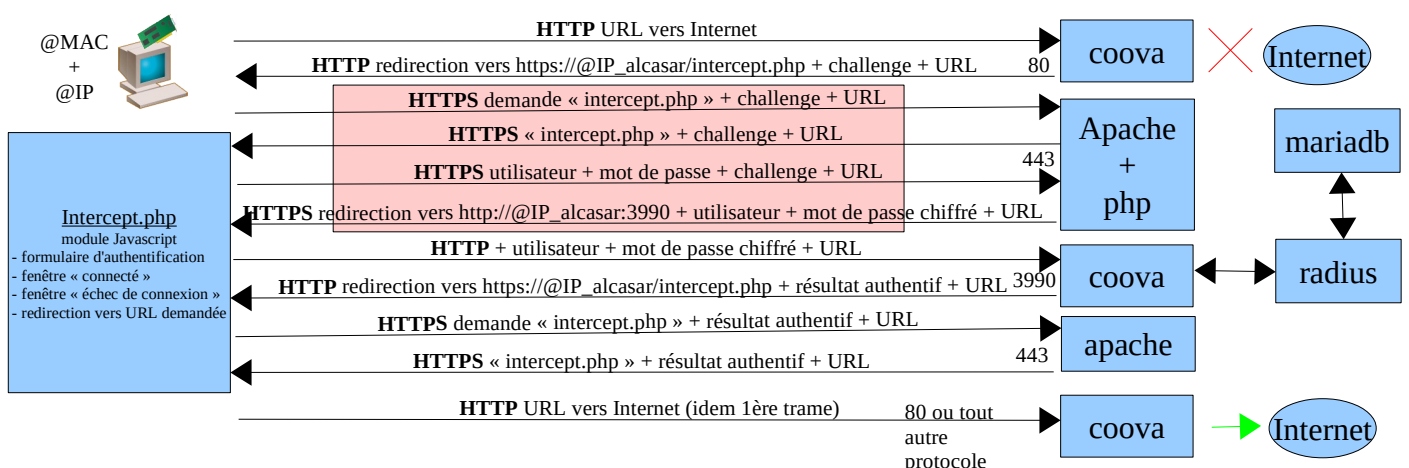 HTTP URL vers Internet
@MAC
+
@IP
coova
Internet
HTTP redirection vers https://@IP_alcasar/intercept.php + challenge + URL
80
HTTPS demande « intercept.php » + challenge + URL
HTTPS « intercept.php » + challenge + URL
443
HTTPS utilisateur + mot de passe + challenge + URL
HTTPS redirection vers http://@IP_alcasar:3990 + utilisateur + mot de passe chiffré + URL
Apache
+
php
mariadb
Intercept.php
module Javascript
- formulaire d'authentification
- fenêtre « connecté »
- fenêtre « échec de connexion »
- redirection vers URL demandée
HTTP + utilisateur + mot de passe chiffré + URL
HTTP redirection vers https://@IP_alcasar/intercept.php + résultat authentif + URL
3990
coova
radius
HTTPS demande « intercept.php » + résultat authentif + URL
HTTPS « intercept.php » + résultat authentif + URL
443
apache
HTTP URL vers Internet (idem 1ère trame)
80 ou tout
autre
protocole
coova
Internet